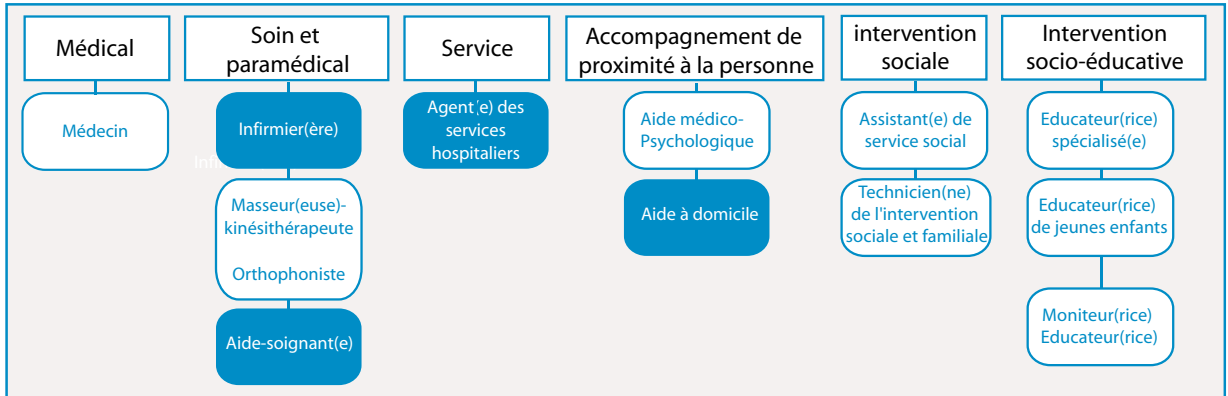 Médical
Médecin
Soin et
paramédical
Infirmier(ère)
Infi
Masseur(euse)-
kinésithérapeute
Orthophoniste
Aide-soignant(e)
Service
Agent(e) des
services
hospitaliers
Accompagnement de
proximité à la personne
Aide médico-
Psychologique
Aide à domicile
intervention
sociale
Assistant(e) de
service social
Technicien(ne)
de l'intervention
sociale et familiale
Intervention
socio-éducative
Educateur(rice)
spécialisé(e)
Educateur(rice)
de jeunes enfants
Moniteur(rice)
Educateur(rice)